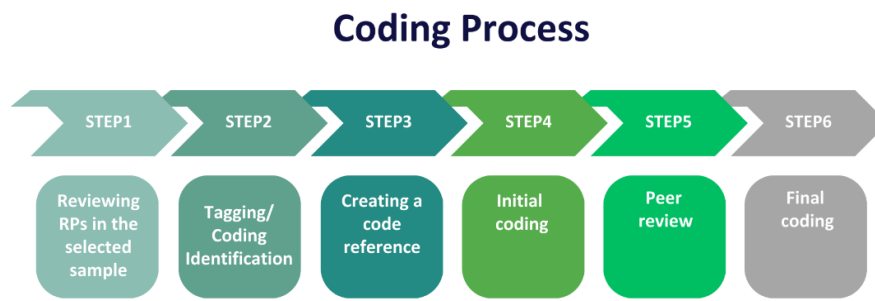 Coding Process
STEP1
STEP2
STEP3
STEP4
STEP5
STEP6
Reviewing
RPs in the
selected
sample
Tagging/
Coding
Identification
Creating a
code
reference
Initial
coding
Peer
review
Final
coding